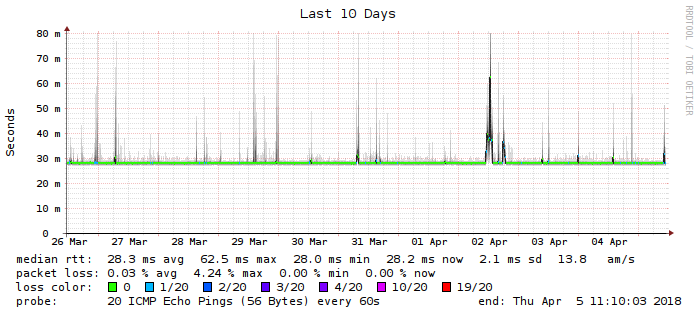 Last 10 Days
RRDTOOL / TOBI OETIKER
Seconds
80 m
70 m
60 m
50 m
40 m
30 m
20 m
10 m
0
26 Mar 27 Mar 28 Mar 29 Mar 30 Mar 31 Mar 01 Apr 02 Apr 03 Apr 04 Apr
median rtt: 28.3 ms avg 62.5 ms max 28.0 ms min 28.2 ms now 2.1 ms sd 13.8 am/s
packet loss: 0.03 % avg 4.24 % max 0.00 % min 0.00 % now
loss color: 0 1/20 2/20 3/20 4/20 10/20 19/20
probe: 20 ICMP Echo Pings (56 Bytes) every 60s end: Thu Apr 5 11:10:03 2018